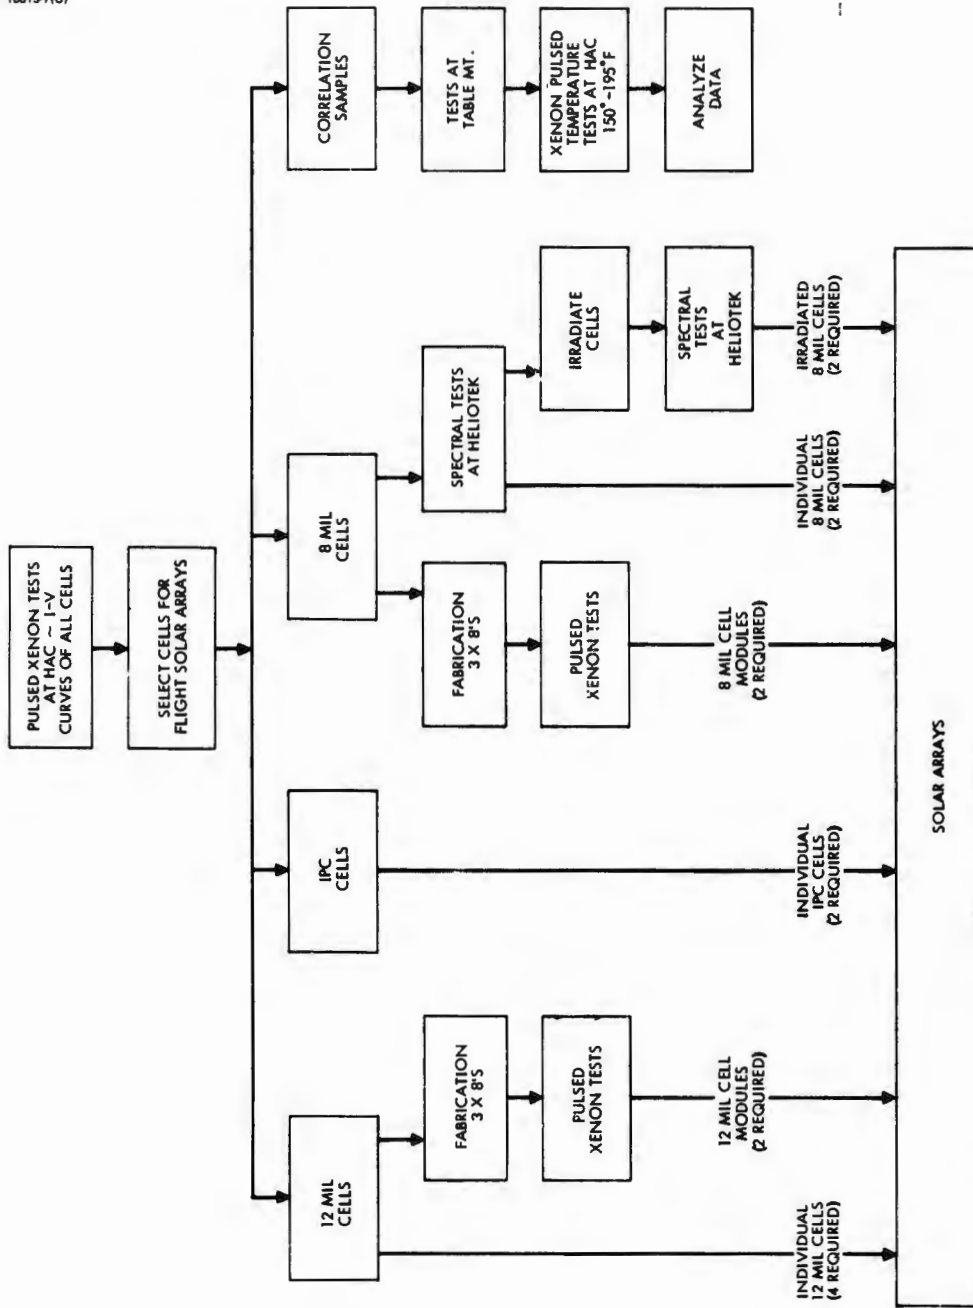 PULSED XENON TESTS
AT HAC ~ I-V
CURVES OF ALL CELLS
SELECT CELLS FOR
FLIGHT SOLAR ARRAYS
12 MIL
CELLS
IPC
CELLS
8 MIL
CELLS
CORRELATION
SAMPLES
FABRICATION
3 X 8'S
FABRICATION
3 X 8'S
SPECTRAL TESTS
AT HELIOTEK
TESTS AT
TABLE MT.
PULSED
XENON TESTS
PULSED
XENON TESTS
IRRADIATE
CELLS
XENON PULSED
TEMPERATURE
TESTS AT HAC
150°-195°F
SPECTRAL
TESTS
AT
HELIOTEK
ANALYZE
DATA
INDIVIDUAL
12 MIL CELLS
(4 REQUIRED)
12 MIL CELL
MODULES
(2 REQUIRED)
INDIVIDUAL
IPC CELLS
(2 REQUIRED)
8 MIL CELL
MODULES
(2 REQUIRED)
INDIVIDUAL
8 MIL CELLS
(2 REQUIRED)
IRRADIATED
8 MIL CELLS
(2 REQUIRED)
SOLAR ARRAYS